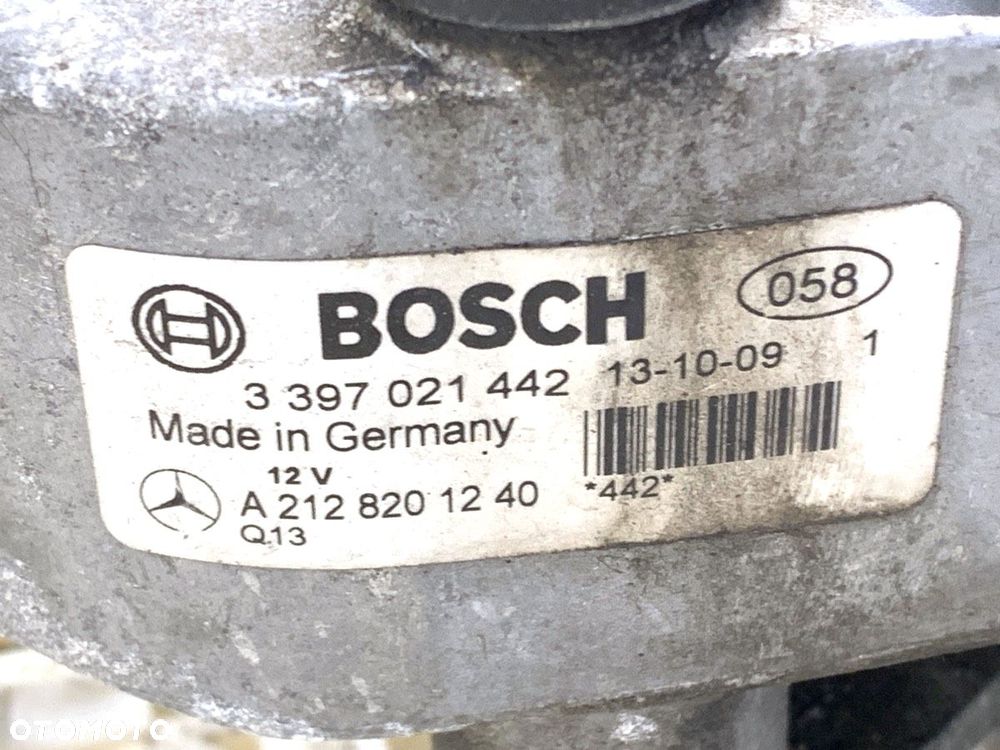 BOSCH
058
3 397 021 442
13-10-09
1
Made in Germany
12 V
A 212 820 12 40
*442*
Q.13
OTOMOTO